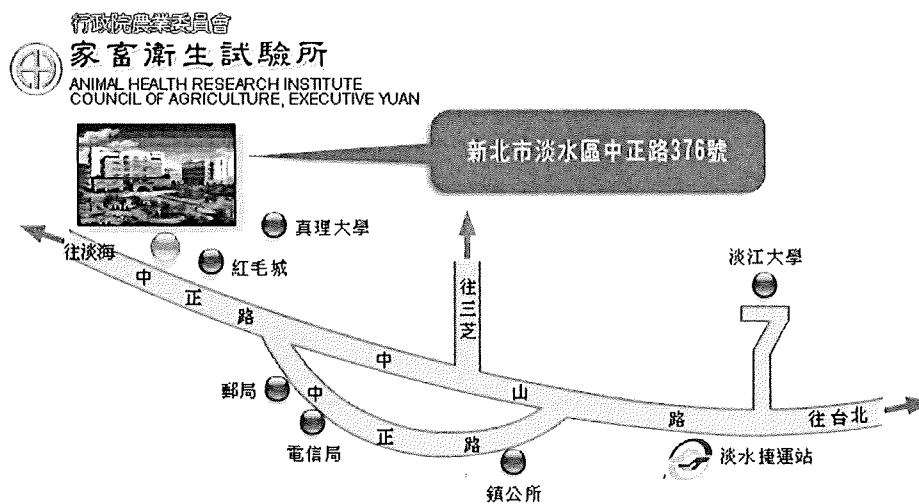 行政院農業委員會
家畜衛生試驗所
ANIMAL HEALTH RESEARCH INSTITUTE
COUNCIL OF AGRICULTURE, EXECUTIVE YUAN
新北市淡水區中正路376號
真理大學
往淡海
紅毛城
淡江大學
往三芝
中正路
中山路
往台北
郵局
中正路
電信局
淡水捷運站
鎮公所